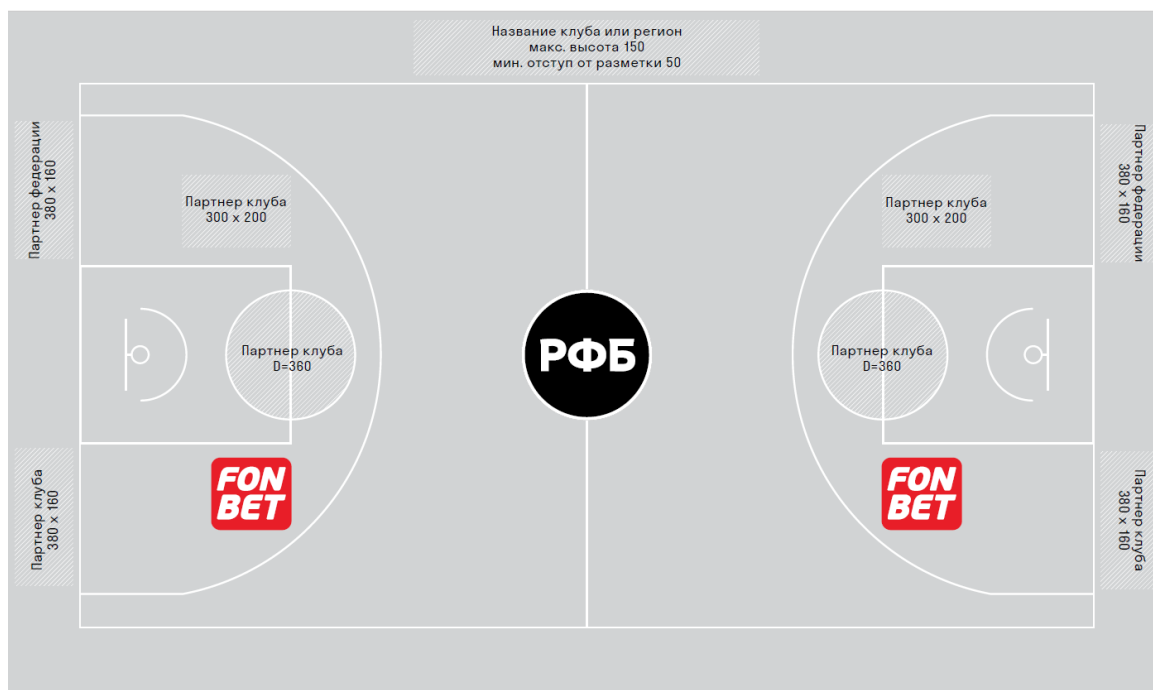 Название клуба или регион
макс. высота 150
мин. отступ от разметки 50
Партнер федерации
380 x 160
Партнер клуба
300 x 200
Партнер клуба
300 x 200
Партнер федерации
380 x 160
Партнер клуба
D=360
РФБ
Партнер клуба
D=360
Партнер клуба
380 x 160
FON
BET
FON
BET
Партнер клуба
380 x 160